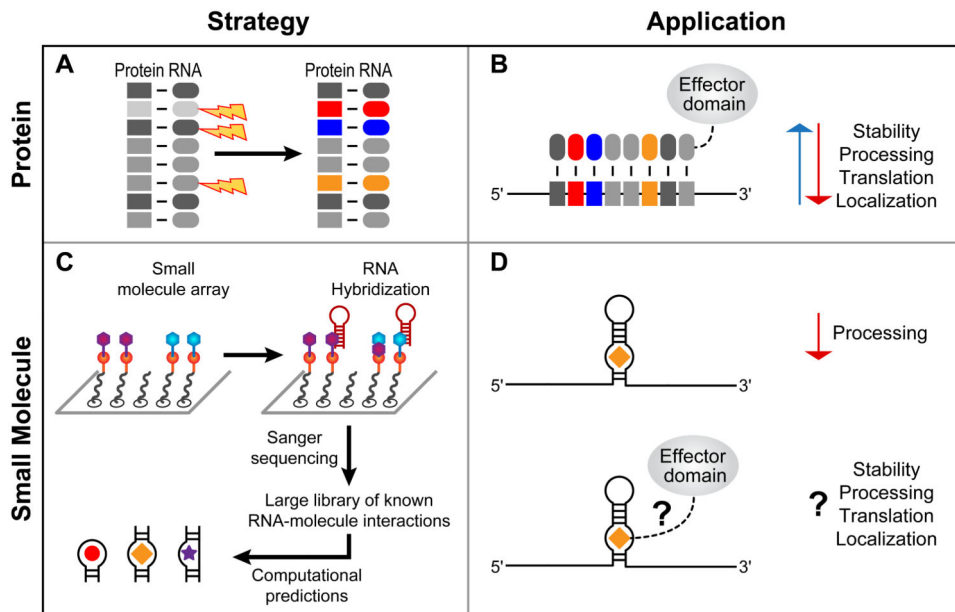 Strategy
Application
Protein
Small Molecule
A
Protein RNA
Protein RNA
B
Effector
domain
5'
3'
Stability
Processing
Translation
Localization
C
Small
molecule array
RNA
Hybridization
Sanger
sequencing
Large library of known
RNA-molecule interactions
Computational
predictions
D
5'
3'
Processing
Effector
domain
?
5'
3'
?
Stability
Processing
Translation
Localization